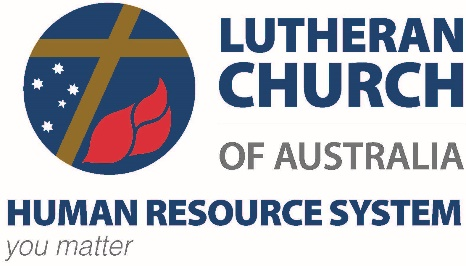 LUTHERAN
CHURCH
OF AUSTRALIA
HUMAN RESOURCE SYSTEM
you matter